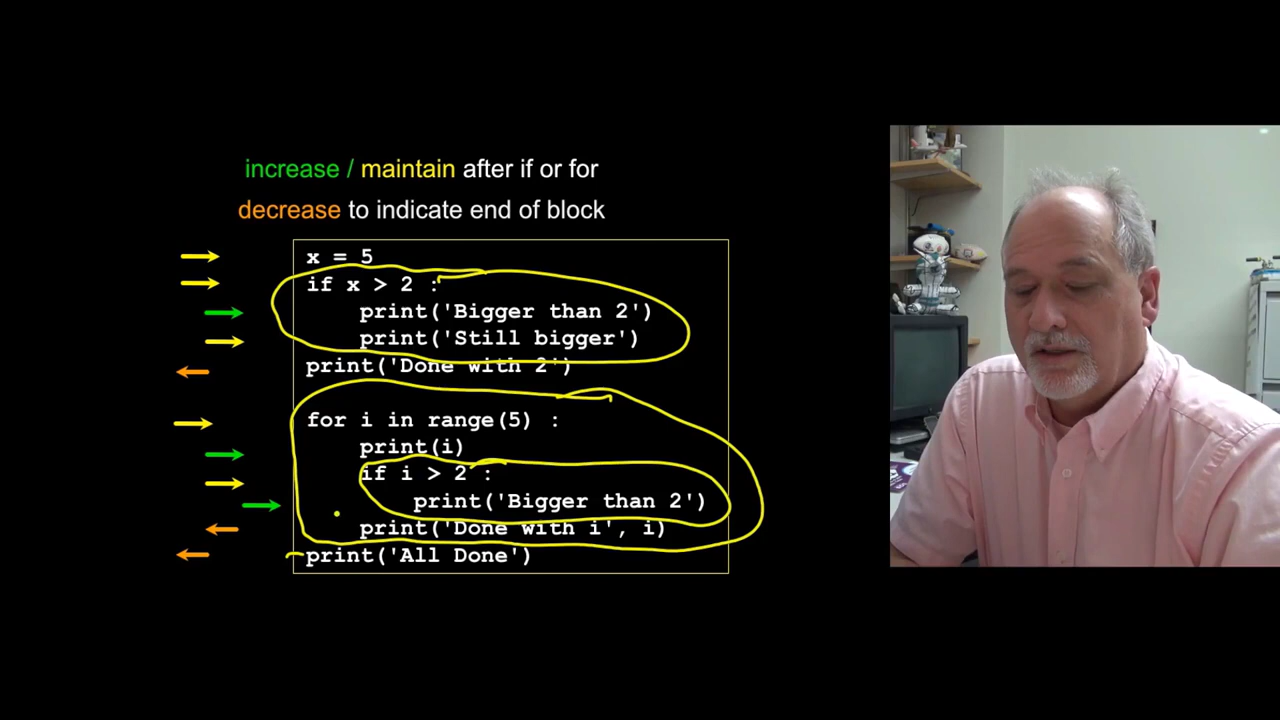 increase / maintain after if or for
decrease to indicate end of block
x = 5
if x > 2 :
    print('Bigger than 2')
    print('Still bigger')
print('Done with 2')
for i in range(5) :
    print(i)
    if i > 2 :
        print('Bigger than 2')
    print('Done with i', i)
print('All Done')